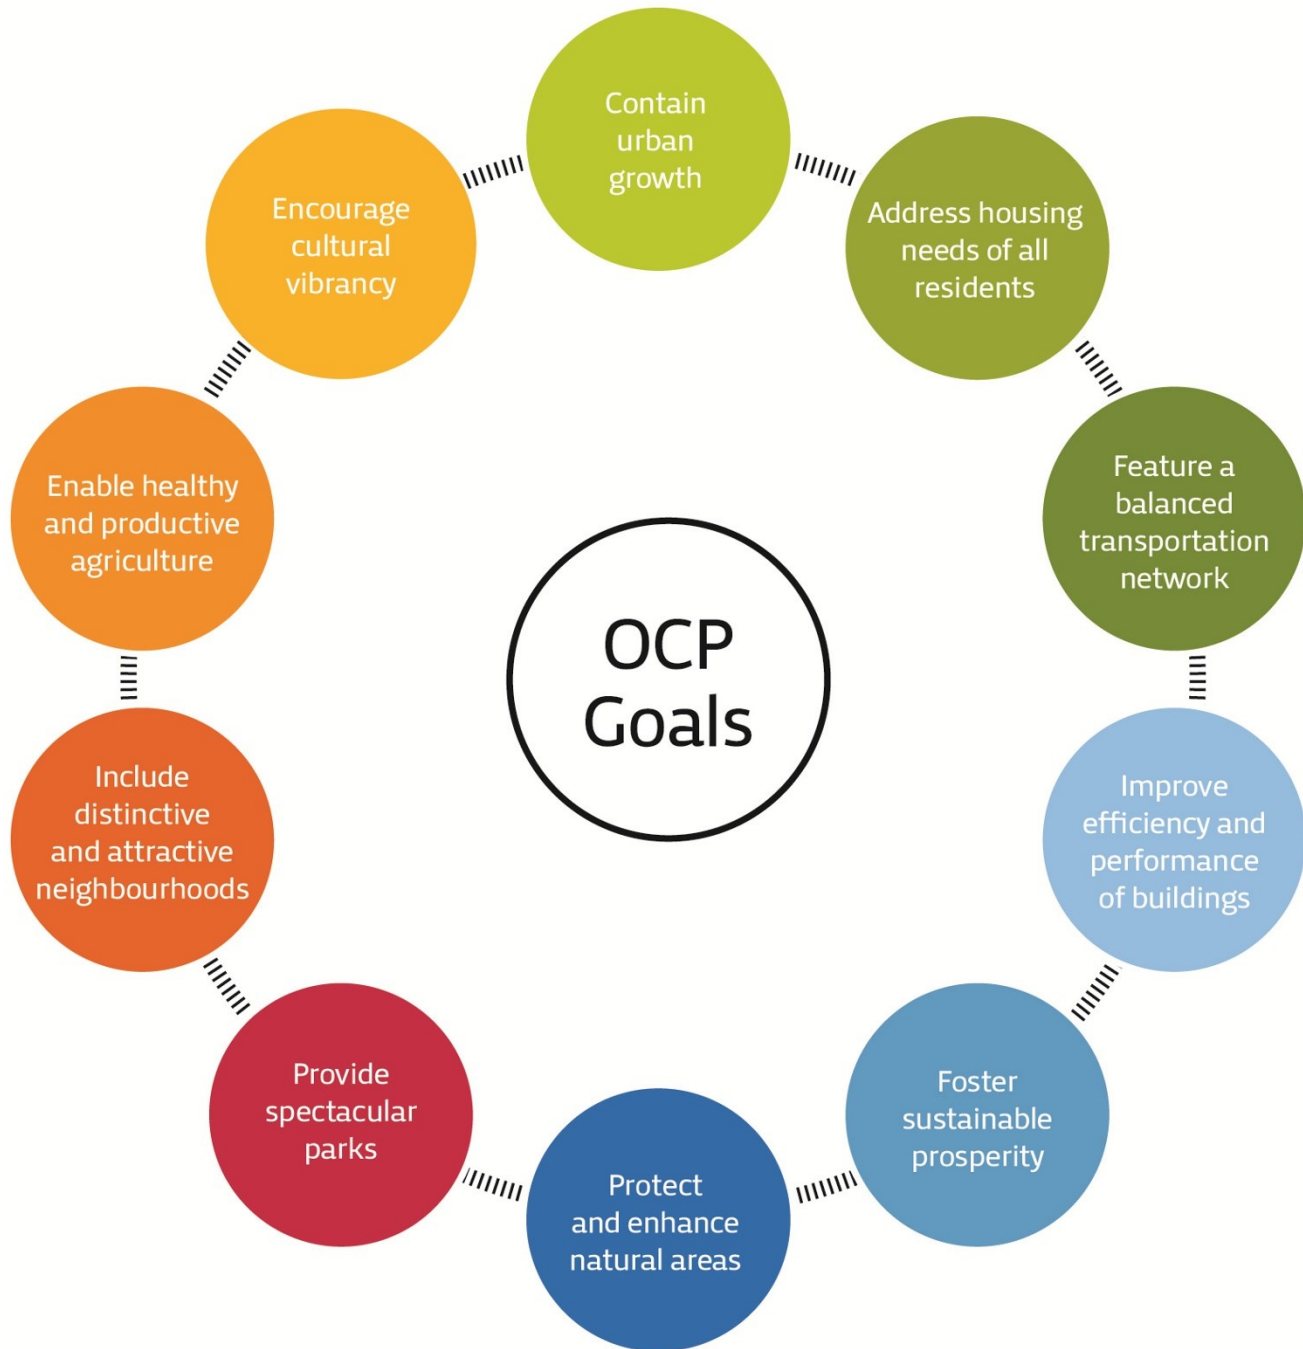 Contain
urban
growth
Address housing
needs of all
residents
Feature a
balanced
transportation
network
Improve
efficiency and
performance
of buildings
Foster
sustainable
prosperity
Protect
and enhance
natural areas
Provide
spectacular
parks
Include
distinctive
and attractive
neighbourhoods
Enable healthy
and productive
agriculture
Encourage
cultural
vibrancy
OCP
Goals